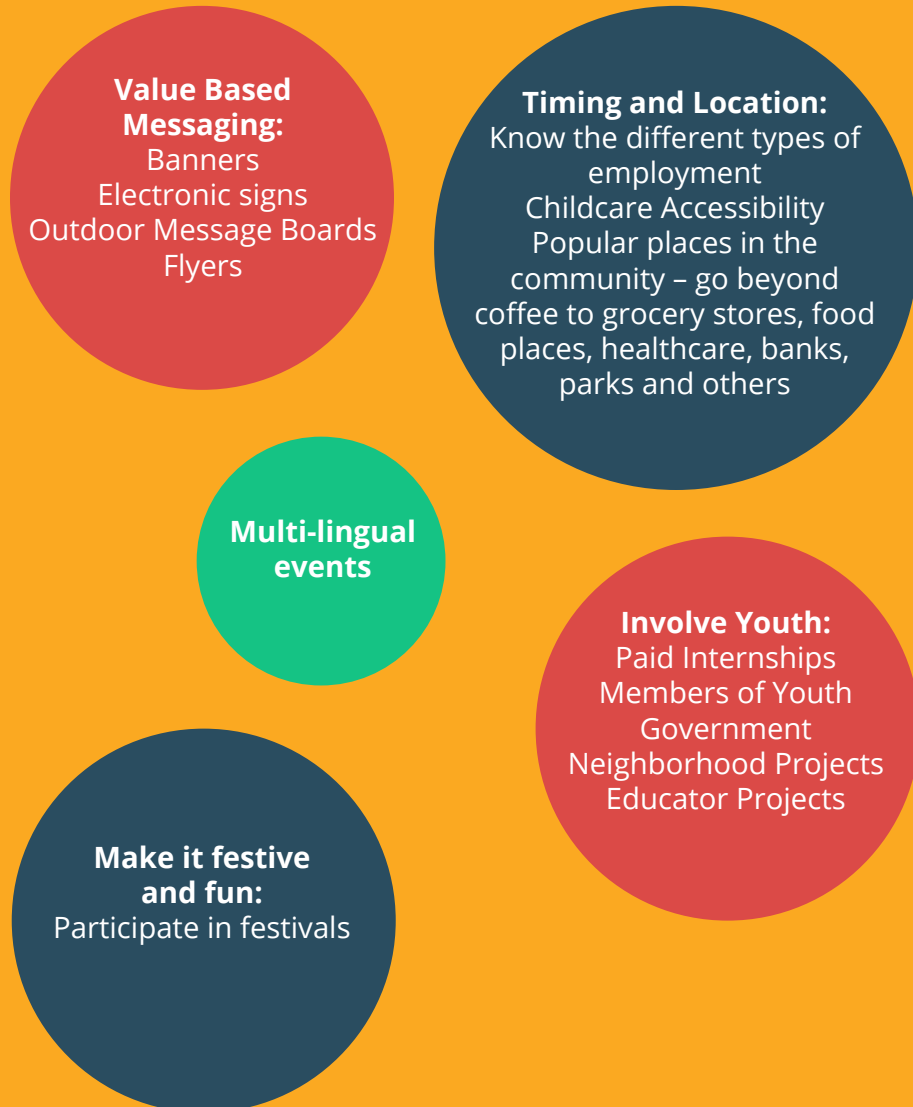 Value Based
Messaging:
Banners
Electronic signs
Outdoor Message Boards
Flyers
Timing and Location:
Know the different types of
employment
Childcare Accessibility
Popular places in the
community – go beyond
coffee to grocery stores, food
places, healthcare, banks,
parks and others
Multi-lingual
events
Involve Youth:
Paid Internships
Members of Youth
Government
Neighborhood Projects
Educator Projects
Make it festive
and fun:
Participate in festivals